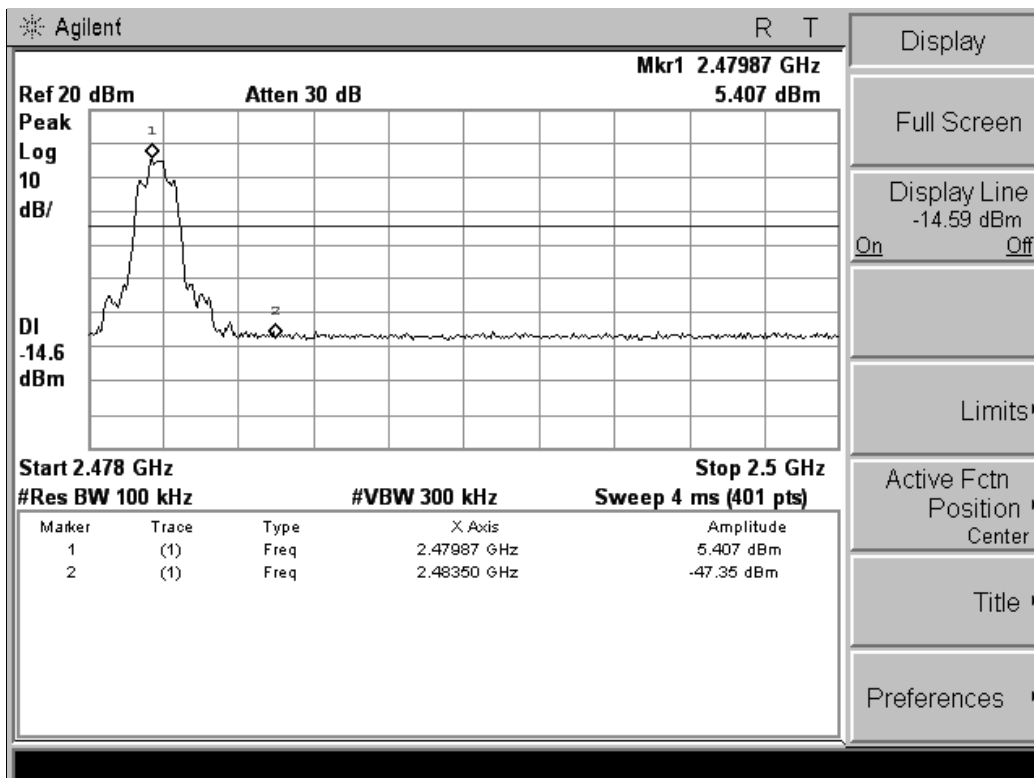 Agilent R T
Mkr1 2.47987 GHz
Ref 20 dBm Atten 30 dB 5.407 dBm
Peak
Log
10
dB/
1
2
DI
-14.6
dBm
Start 2.478 GHz Stop 2.5 GHz
#Res BW 100 kHz #VBW 300 kHz Sweep 4 ms (401 pts)
Marker Trace Type X Axis Amplitude
1 (1) Freq 2.47987 GHz 5.407 dBm
2 (1) Freq 2.48350 GHz -47.35 dBm
Display
Full Screen
Display Line
-14.59 dBm
On Off
Limits
Active Fctn
Position
Center
Title
Preferences